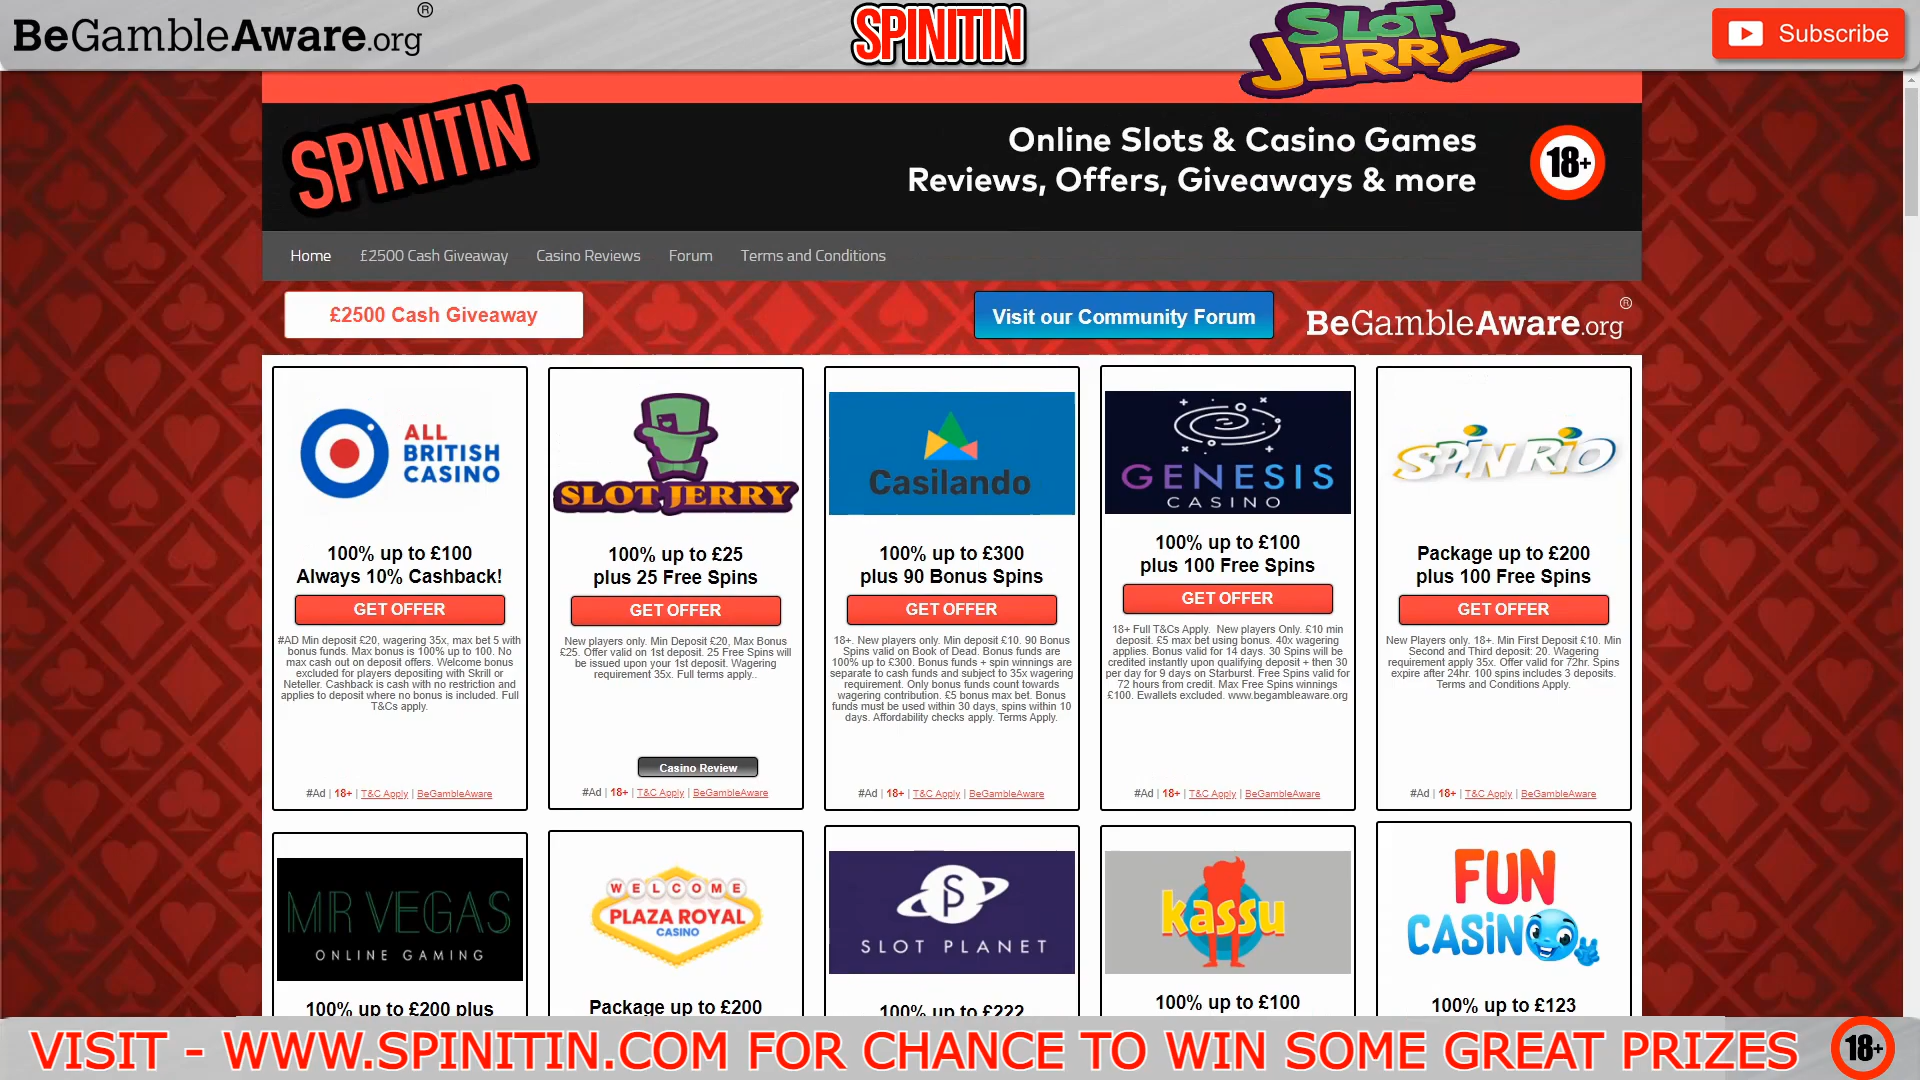 BeGambleAware.org®
SPINITIN
SLOT JERRY
Subscribe
SPINITIN
Online Slots & Casino Games
Reviews, Offers, Giveaways & more
18+
Home
£2500 Cash Giveaway
Casino Reviews
Forum
Terms and Conditions
£2500 Cash Giveaway
Visit our Community Forum
BeGambleAware.org®
ALL
BRITISH
CASINO
100% up to £100
Always 10% Cashback!
GET OFFER
#AD Min deposit £20, wagering 35x, max bet 5 with
bonus funds. Max bonus is 100% up to 100. No
max cash out on deposit offers. Welcome bonus
excluded for players depositing with Skrill or
Neteller. Cashback is cash with no restriction and
applies to deposit where no bonus is included. Full
T&Cs apply.
#Ad | 18+ | T&C Apply | BeGambleAware
SLOT JERRY
100% up to £25
plus 25 Free Spins
GET OFFER
New players only. Min Deposit £20, Max Bonus
£25. Offer valid on 1st deposit. 25 Free Spins will
be issued upon your 1st deposit. Wagering
requirement 35x. Full terms apply..
Casino Review
#Ad | 18+ | T&C Apply | BeGambleAware
Casilando
100% up to £300
plus 90 Bonus Spins
GET OFFER
18+. New players only. Min deposit £10. 90 Bonus
Spins valid on Book of Dead. Bonus funds are
100% up to £300. Bonus funds + spin winnings are
separate to cash funds and subject to 35x wagering
requirement. Only bonus funds count towards
wagering contribution. £5 bonus max bet. Bonus
funds must be used within 30 days, spins within 10
days. Affordability checks apply. Terms Apply.
#Ad | 18+ | T&C Apply | BeGambleAware
GENESIS
CASINO
100% up to £100
plus 100 Free Spins
GET OFFER
18+ Full T&Cs Apply. New players Only. £10 min
deposit. £5 max bet using bonus. 40x wagering
applies. Bonus valid for 14 days. 30 Spins will be
credited instantly upon qualifying deposit + then 30
per day for 9 days on Starburst. Free Spins valid for
72 hours from credit. Max Free Spins winnings
£100. Ewallets excluded. www.begambleaware.org
#Ad | 18+ | T&C Apply | BeGambleAware
SPIN RIO
Package up to £200
plus 100 Free Spins
GET OFFER
New Players only. 18+. Min First Deposit £10. Min
Second and Third deposit: 20. Wagering
requirement apply 35x. Offer valid for 72hr. Spins
expire after 24hr. 100 spins includes 3 deposits.
Terms and Conditions Apply.
#Ad | 18+ | T&C Apply | BeGambleAware
MR VEGAS
ONLINE GAMING
100% up to £200 plus
WELCOME
PLAZA ROYAL
CASINO
Package up to £200
SLOT PLANET
100% up to £222
kassu
100% up to £100
FUN
CASINO
100% up to £123
VISIT - WWW.SPINITIN.COM FOR CHANCE TO WIN SOME GREAT PRIZES
18+